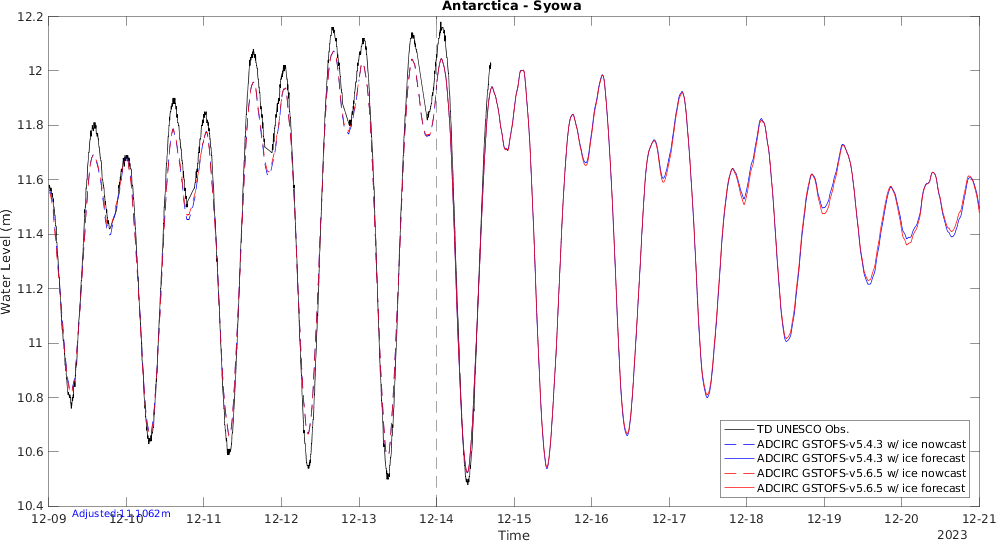 Antarctica - Syowa
12.2
12
11.8
11.6
11.4
11.2
11
10.8
10.6
10.4
Water Level (m)
TD UNESCO Obs.
ADCIRC GSTOFS-v5.4.3 w/ ice nowcast
ADCIRC GSTOFS-v5.4.3 w/ ice forecast
ADCIRC GSTOFS-v5.6.5 w/ ice nowcast
ADCIRC GSTOFS-v5.6.5 w/ ice forecast
Adjusted:11.1062m
12-09 12-10 12-11 12-12 12-13 12-14 12-15 12-16 12-17 12-18 12-19 12-20 12-21
Time
2023